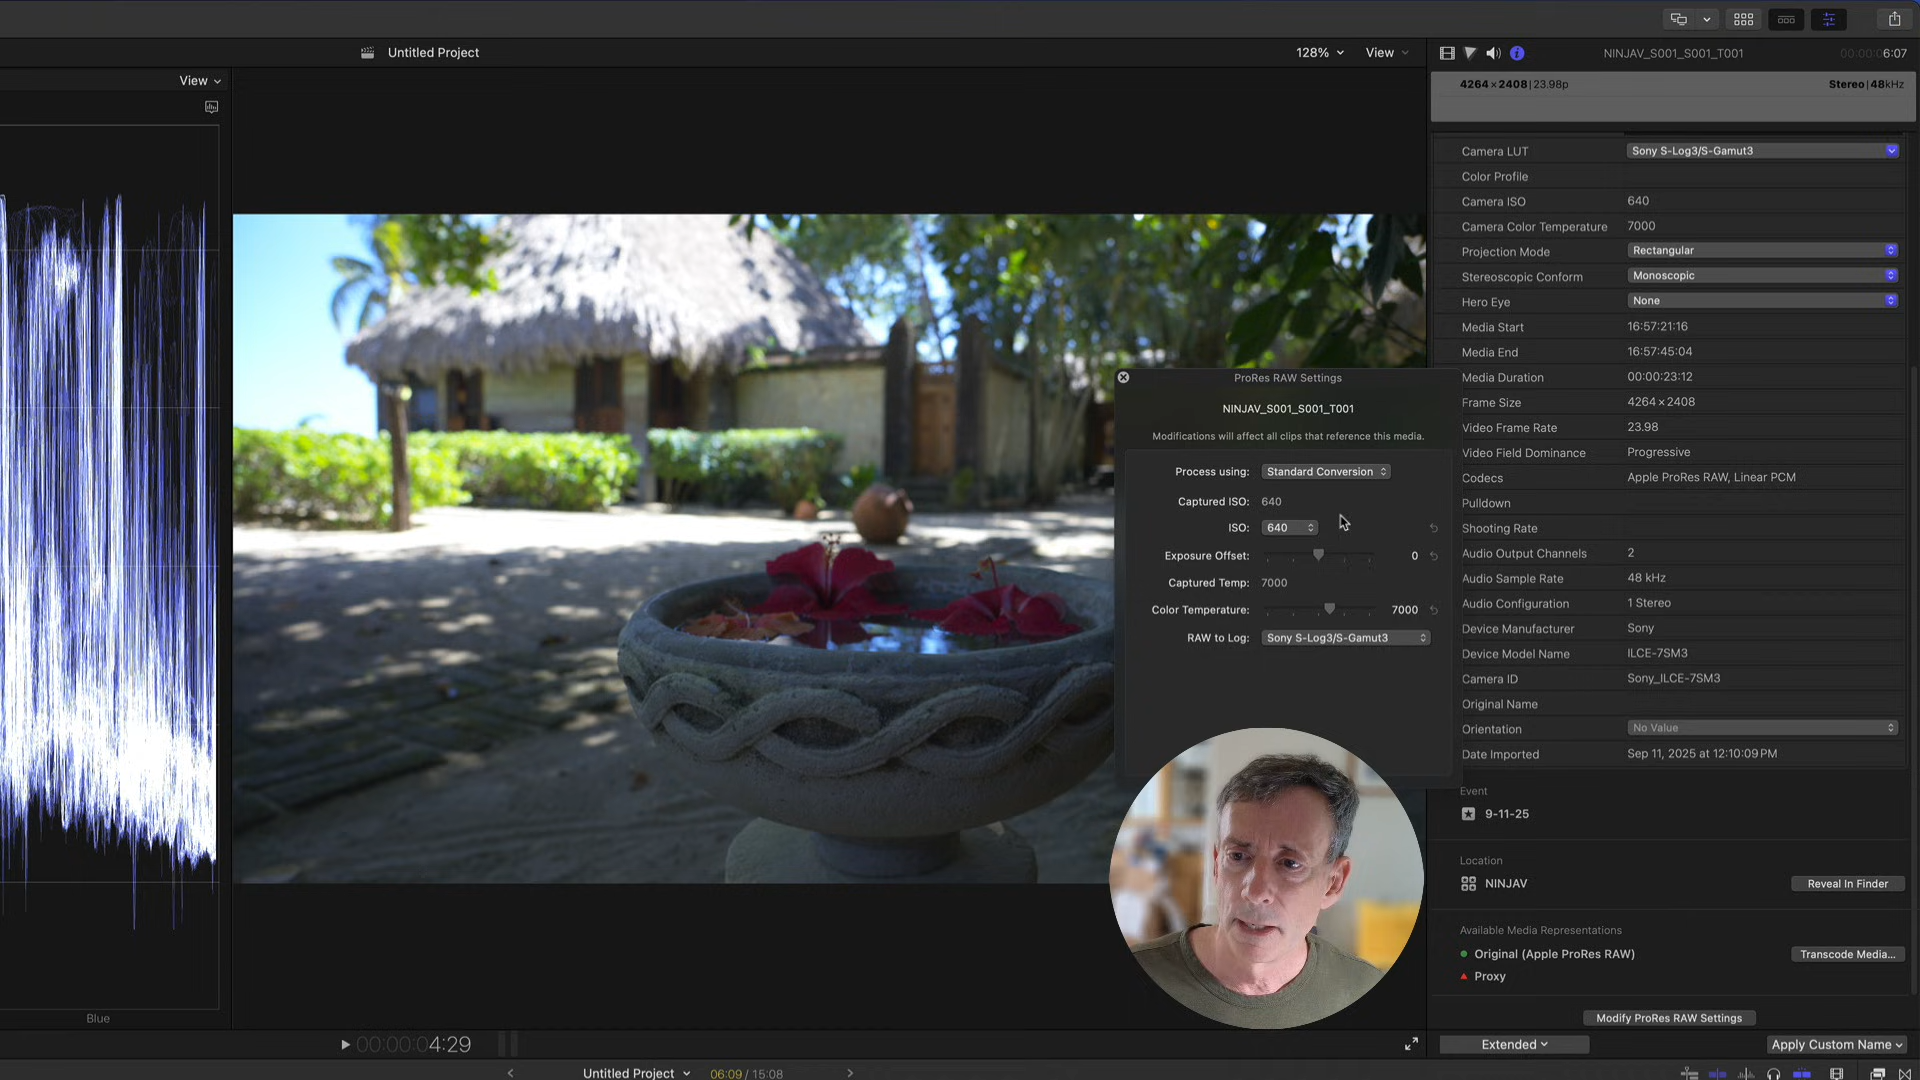 Untitled Project
128%
View
NINJAV_S001_S001_T001
00:00:06:07
View
4264 × 2408 | 23.98p
Stereo | 48kHz
Camera LUT
Sony S-Log3/S-Gamut3
Color Profile
Camera ISO
640
Camera Color Temperature
7000
Projection Mode
Rectangular
Stereoscopic Conform
Monoscopic
Hero Eye
None
Media Start
16:57:21:16
Media End
16:57:45:04
Media Duration
00:00:23:12
Frame Size
4264 × 2408
Video Frame Rate
23.98
Video Field Dominance
Progressive
Codecs
Apple ProRes RAW, Linear PCM
Pulldown
Shooting Rate
Audio Output Channels
2
Audio Sample Rate
48 kHz
Audio Configuration
1 Stereo
Device Manufacturer
Sony
Device Model Name
ILCE-7SM3
Camera ID
Sony_ILCE-7SM3
Original Name
Orientation
No Value
Date Imported
Sep 11, 2025 at 12:10:09 PM
Event
9-11-25
Location
NINJAV
Reveal In Finder
Available Media Representations
Original (Apple ProRes RAW)
Transcode Media...
Proxy
Modify ProRes RAW Settings
Extended
Apply Custom Name
ProRes RAW Settings
NINJAV_S001_S001_T001
Modifications will affect all clips that reference this media.
Process using:
Standard Conversion
Captured ISO:
640
ISO:
640
Exposure Offset:
0
Captured Temp:
7000
Color Temperature:
7000
RAW to Log:
Sony S-Log3/S-Gamut3
Blue
00:00:04:29
Untitled Project
06:09 / 15:08